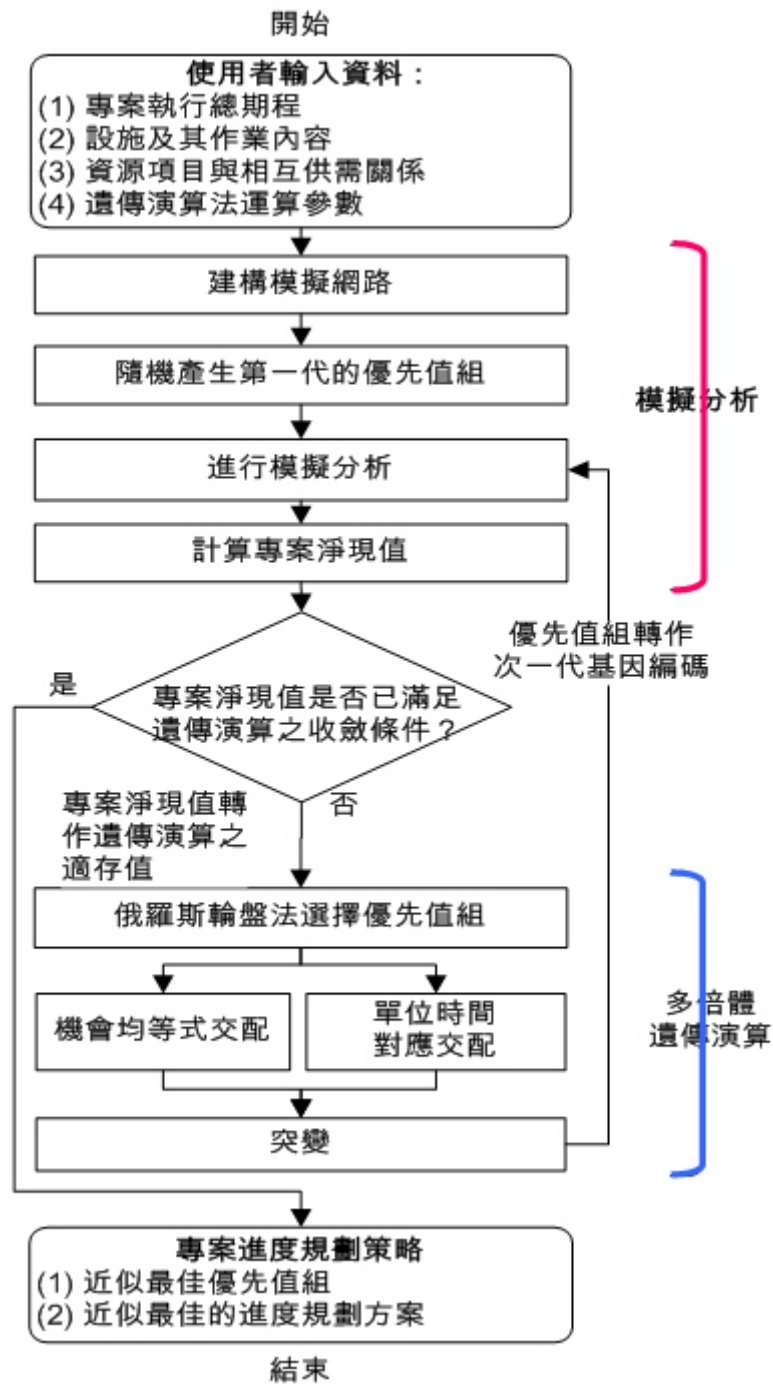 開始
使用者輸入資料：
(1) 專案執行總期程
(2) 設施及其作業內容
(3) 資源項目與相互供需關係
(4) 遺傳演算法運算參數
建構模擬網路
隨機產生第一代的優先值組
模擬分析
進行模擬分析
計算專案淨現值
優先值組轉作
次一代基因編碼
是
專案淨現值是否已滿足
遺傳演算之收斂條件？
專案淨現值轉
作遺傳演算之
適存值
否
俄羅斯輪盤法選擇優先值組
機會均等式交配
單位時間
對應交配
多倍體
遺傳演算
突變
專案進度規劃策略
(1) 近似最佳優先值組
(2) 近似最佳的進度規劃方案
結束